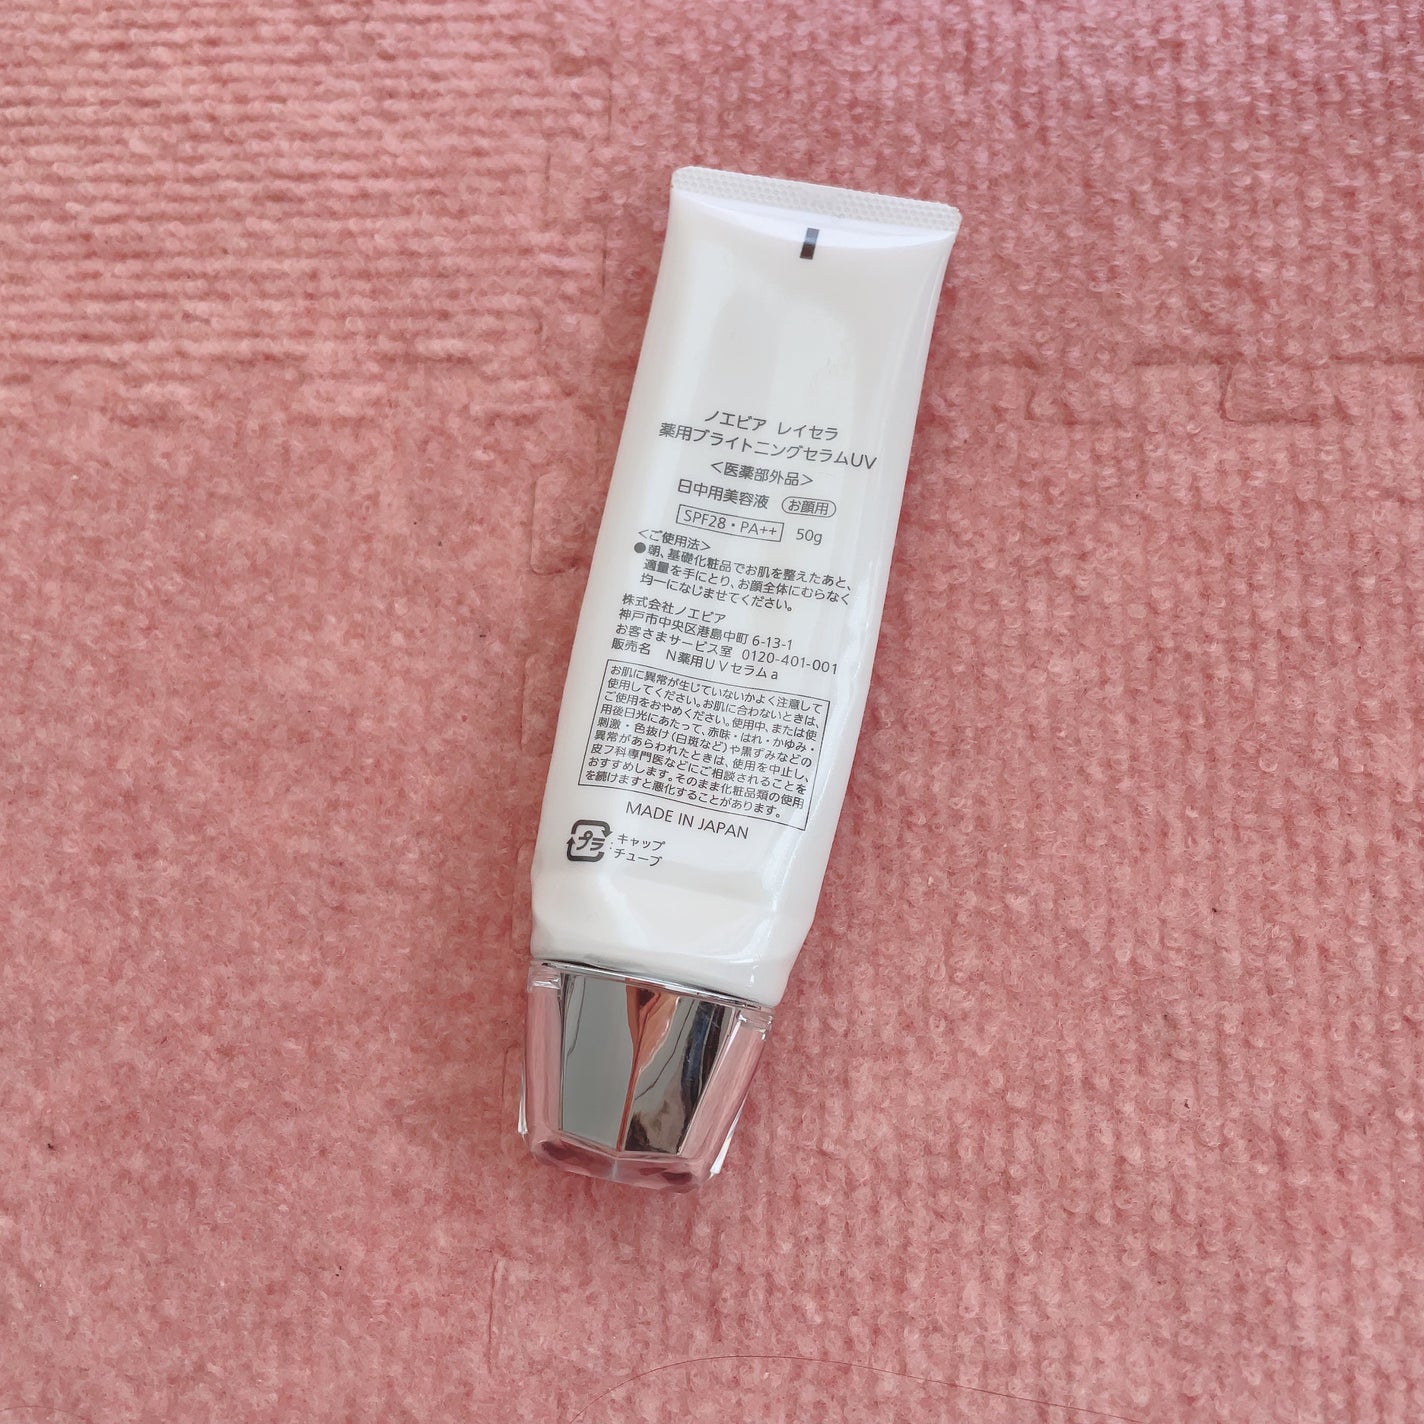 ノエビア レイセラ
薬用ブライトニングセラムUV
<医薬部外品>
日中用美容液 お顔用
SPF28・PA++ 50g
<ご使用法>
●朝、基礎化粧品でお肌を整えたあと、
適量を手にとり、お顔全体にむらなく
均一になじませてください。
株式会社ノエビア
神戸市中央区港島中町 6-13-1
お客さまサービス室 0120-401-001
販売名 N薬用UVセラムa
お肌に異常が生じていないかよく注意して
使用してください。お肌に合わないときは、
ご使用をおやめください。使用中、または使
用後日光にあたって、赤味・はれ・かゆみ・
刺激・色抜け(白斑など)や黒ずみなどの
異常があらわれたときは、使用を中止し、
皮フ科専門医などにご相談されることを
おすすめします。そのまま化粧品類の使用
を続けますと悪化することがあります。
MADE IN JAPAN
プラ : キャップ
チューブ